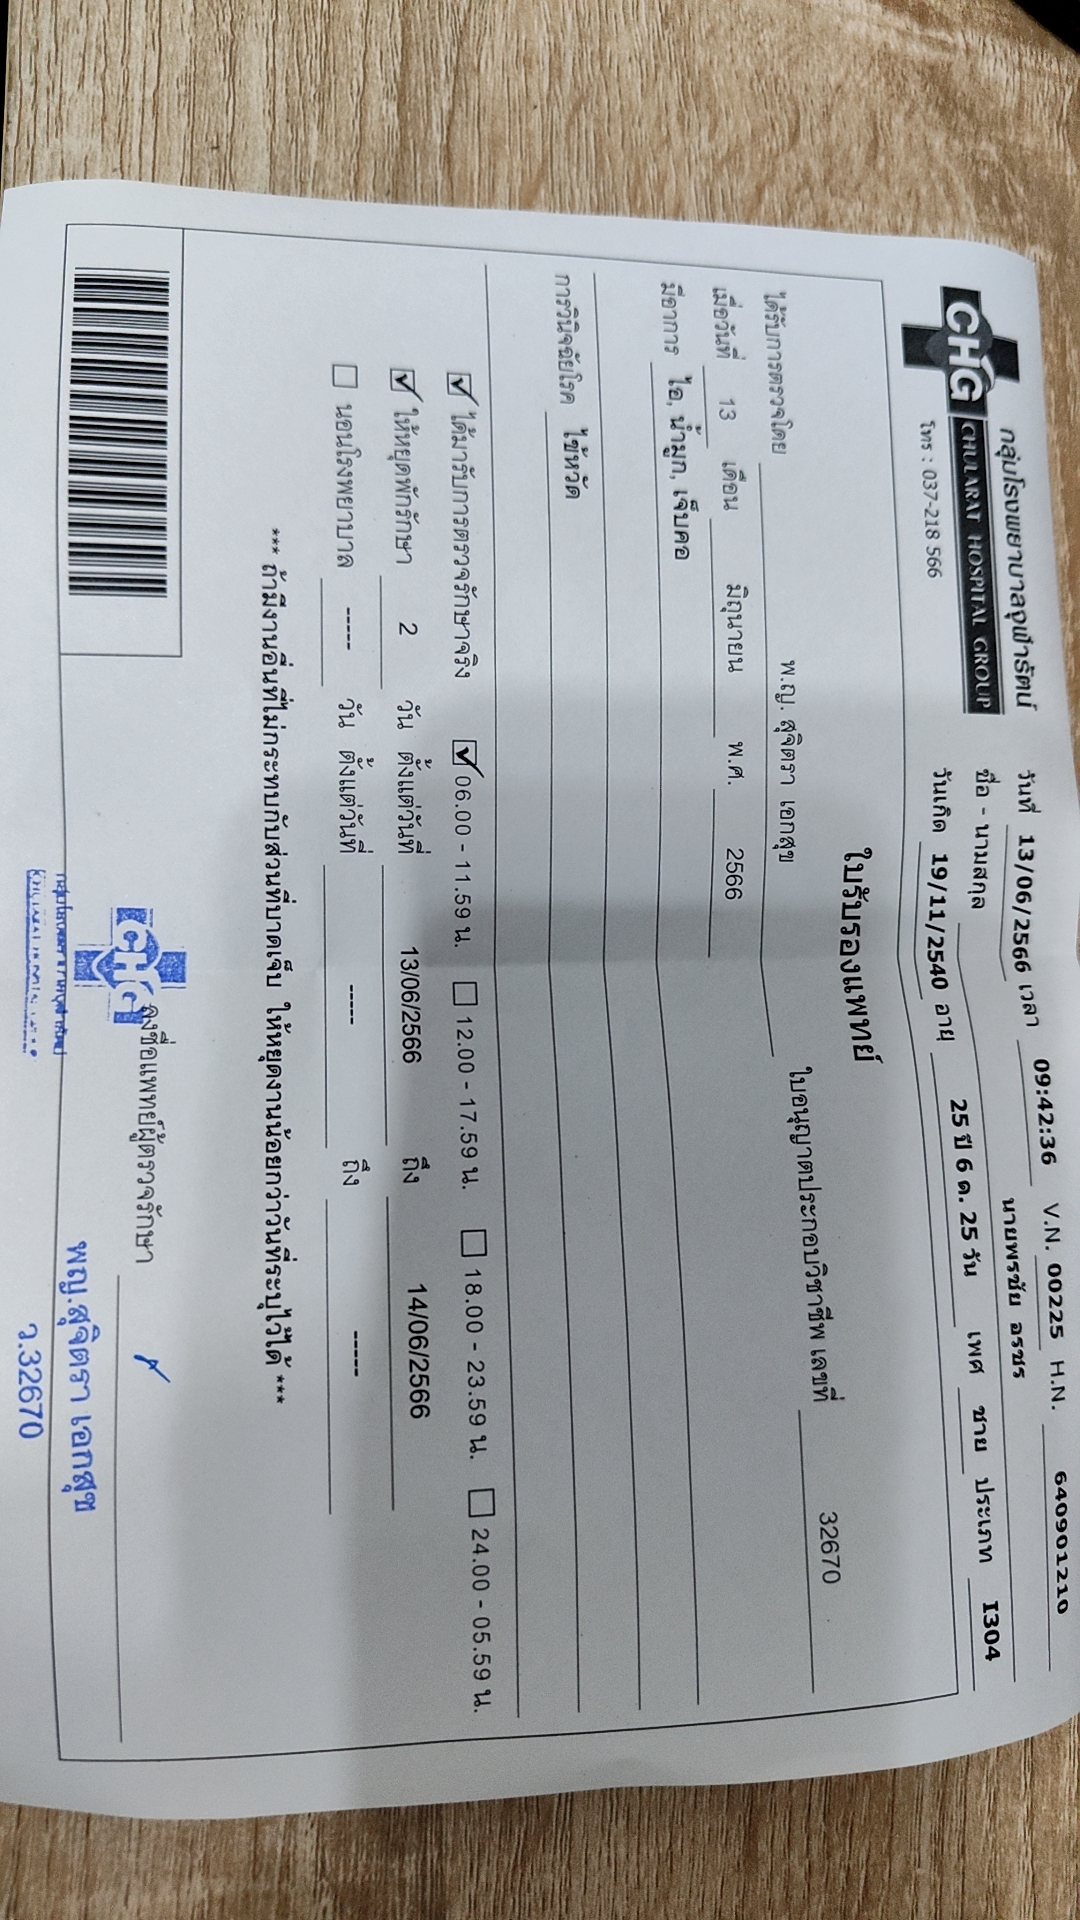 กลุ่มโรงพยาบาลจุฬารัตน์
CHG CHULARAT HOSPITAL GROUP
โทร : 037-218 566
วันที่ 13/06/2566 เวลา 09:42:36 V.N. 00225 H.N. 640901210
ชื่อ - นามสกุล นายพรชัย อรชร
วันเกิด 19/11/2540 อายุ 25 ปี 6 ด. 25 วัน เพศ ชาย ประเภท I304
ใบรับรองแพทย์
ได้รับการตรวจโดย พ.ญ. สุจิตรา เอกสุข ใบอนุญาตประกอบวิชาชีพ เลขที่ 32670
เมื่อวันที่ 13 เดือน มิถุนายน พ.ศ. 2566
มีอาการ ไอ, น้ำมูก, เจ็บคอ
การวินิจฉัยโรค ไข้หวัด
ได้มารับการตรวจรักษาจริง 06.00 - 11.59 น. 12.00 - 17.59 น. 18.00 - 23.59 น. 24.00 - 05.59 น.
ให้หยุดพักรักษา 2 วัน ตั้งแต่วันที่ 13/06/2566 ถึง 14/06/2566
นอนโรงพยาบาล ----- วัน ตั้งแต่วันที่ ----- ถึง -----
*** ถ้ามีงานอื่นที่ไม่กระทบกับส่วนที่บาดเจ็บ ให้หยุดงานน้อยกว่าวันที่ระบุไว้ได้ ***
CHG
ลงชื่อแพทย์ผู้ตรวจรักษา
พญ.สุจิตรา เอกสุข
ว.32670